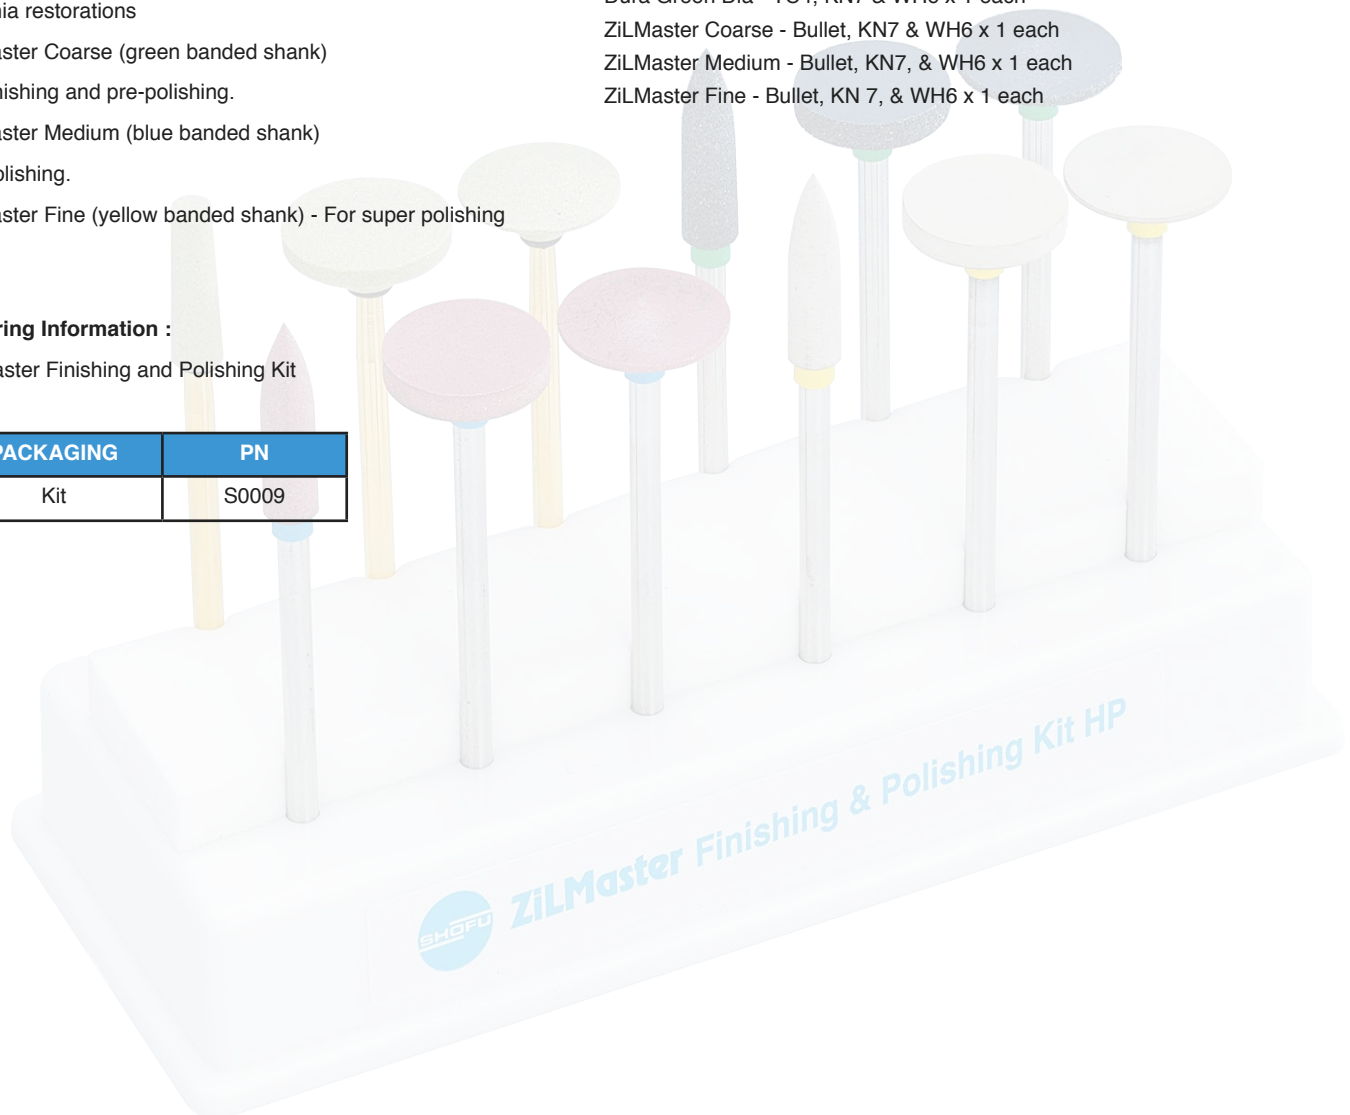 nia restorations
aster Coarse (green banded shank)
nishing and pre-polishing.
aster Medium (blue banded shank)
olishing.
aster Fine (yellow banded shank) - For super polishing
ring Information :
aster Finishing and Polishing Kit
PACKAGING PN
Kit S0009
ZiLMaster Coarse - Bullet, KN7 & WH6 x 1 each
ZiLMaster Medium - Bullet, KN7, & WH6 x 1 each
ZiLMaster Fine - Bullet, KN 7, & WH6 x 1 each
SHOFU ZiLMaster Finishing & Polishing Kit HP